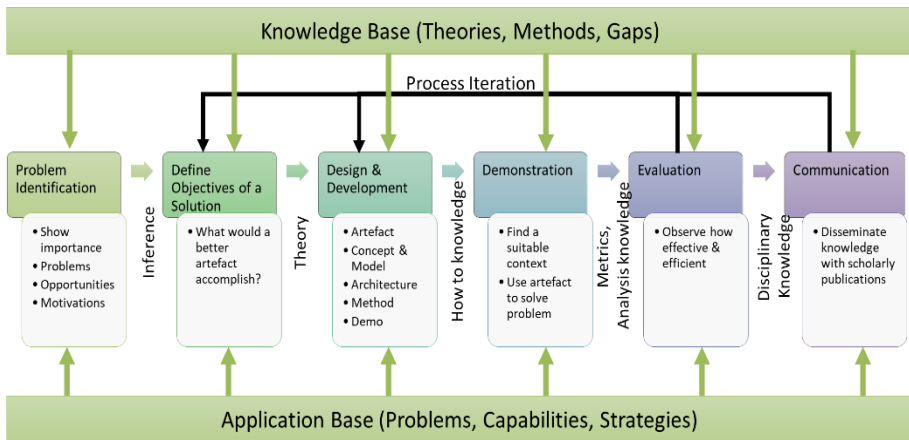 Knowledge Base (Theories, Methods, Gaps)
Process Iteration
Problem
Identification
• Show
importance
• Problems
• Opportunities
• Motivations
Inference
Define
Objectives of a
Solution
• What would a
better
artefact
accomplish?
Theory
Design &
Development
• Artefact
• Concept &
Model
• Architecture
• Method
• Demo
How to knowledge
Demonstration
• Find a
suitable
context
• Use artefact
to solve
problem
Metrics,
Analysis knowledge
Evaluation
• Observe how
effective &
efficient
Disciplinary
Knowledge
Communication
• Disseminate
knowledge
with scholarly
publications
Application Base (Problems, Capabilities, Strategies)